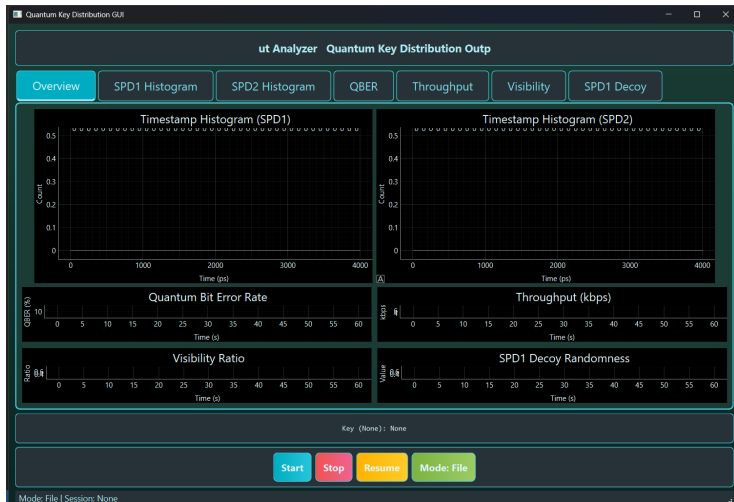 Quantum Key Distribution GUI
ut Analyzer   Quantum Key Distribution Outp
Overview SPD1 Histogram SPD2 Histogram QBER Throughput Visibility SPD1 Decoy
Timestamp Histogram (SPD1)
0.5
0.4
0.3
0.2
0.1
0
Count
0 1000 2000 3000 4000
Time (ps)
Timestamp Histogram (SPD2)
0.5
0.4
0.3
0.2
0.1
0
Count
0 1000 2000 3000 4000
Time (ps)
A
Quantum Bit Error Rate
QBER (%)
10
0 5 10 15 20 25 30 35 40 45 50 55 60
Time (s)
Throughput (kbps)
kbps
0 5 10 15 20 25 30 35 40 45 50 55 60
Time (s)
Visibility Ratio
Ratio
0 5 10 15 20 25 30 35 40 45 50 55 60
Time (s)
SPD1 Decoy Randomness
Value
0 5 10 15 20 25 30 35 40 45 50 55 60
Time (s)
Key (None): None
Start Stop Resume Mode: File
Mode: File | Session: None